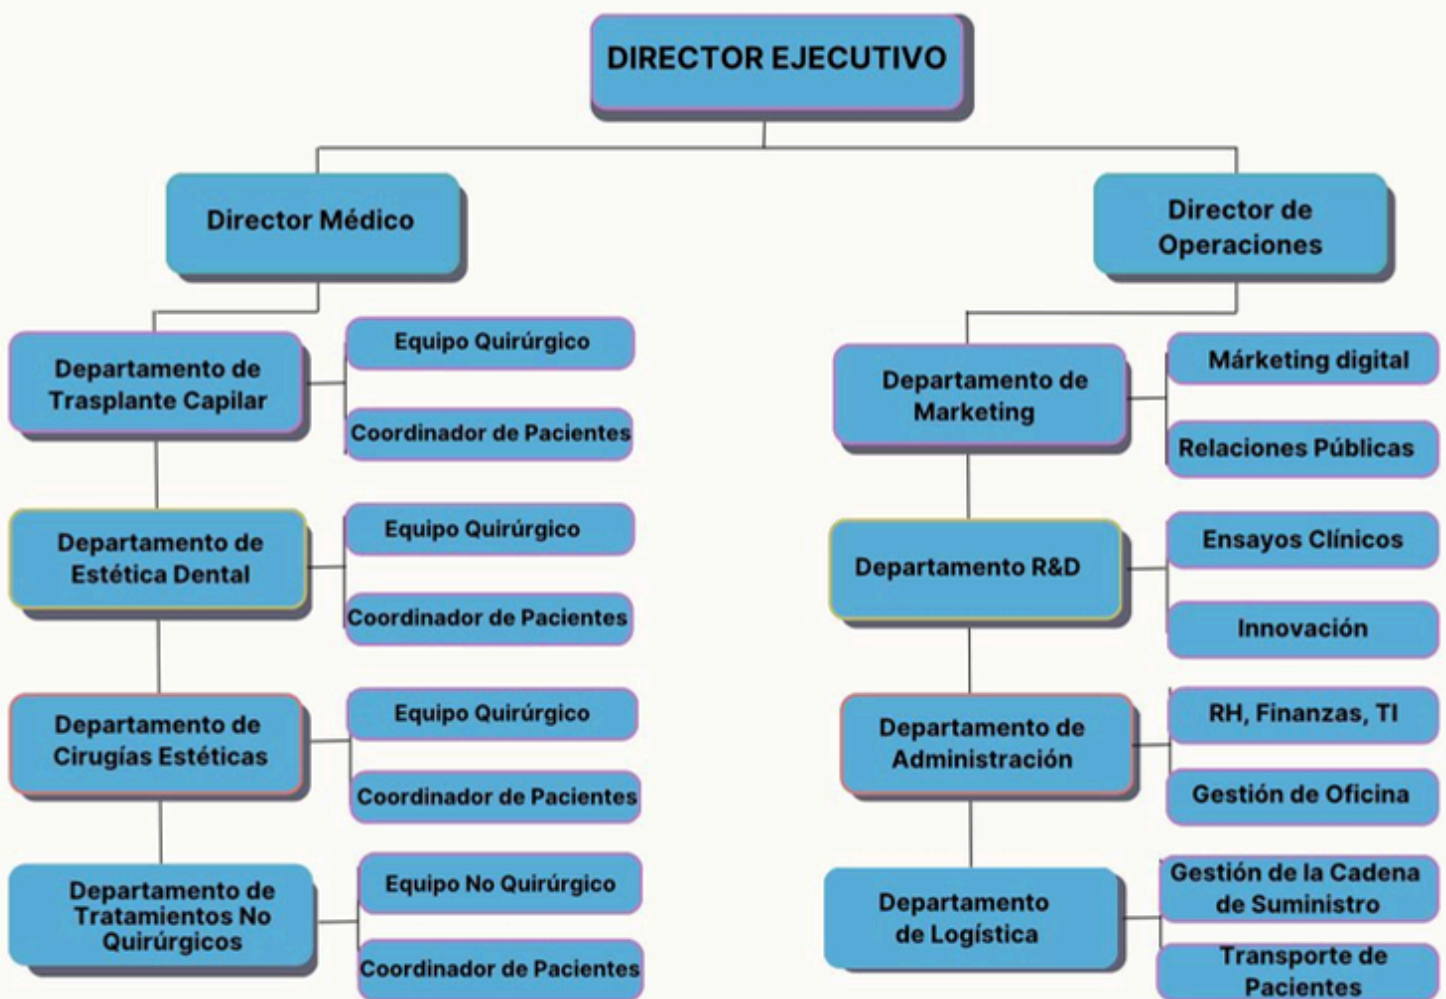 DIRECTOR EJECUTIVO
Director Médico
Director de
Operaciones
Departamento de
Trasplante Capilar
Equipo Quirúrgico
Coordinador de Pacientes
Departamento de
Estética Dental
Equipo Quirúrgico
Coordinador de Pacientes
Departamento de
Cirugías Estéticas
Equipo Quirúrgico
Coordinador de Pacientes
Departamento de
Tratamientos No
Quirúrgicos
Equipo No Quirúrgico
Coordinador de Pacientes
Departamento de
Marketing
Márketing digital
Relaciones Públicas
Departamento R&D
Ensayos Clínicos
Innovación
Departamento de
Administración
RH, Finanzas, TI
Gestión de Oficina
Departamento
de Logística
Gestión de la Cadena
de Suministro
Transporte de
Pacientes